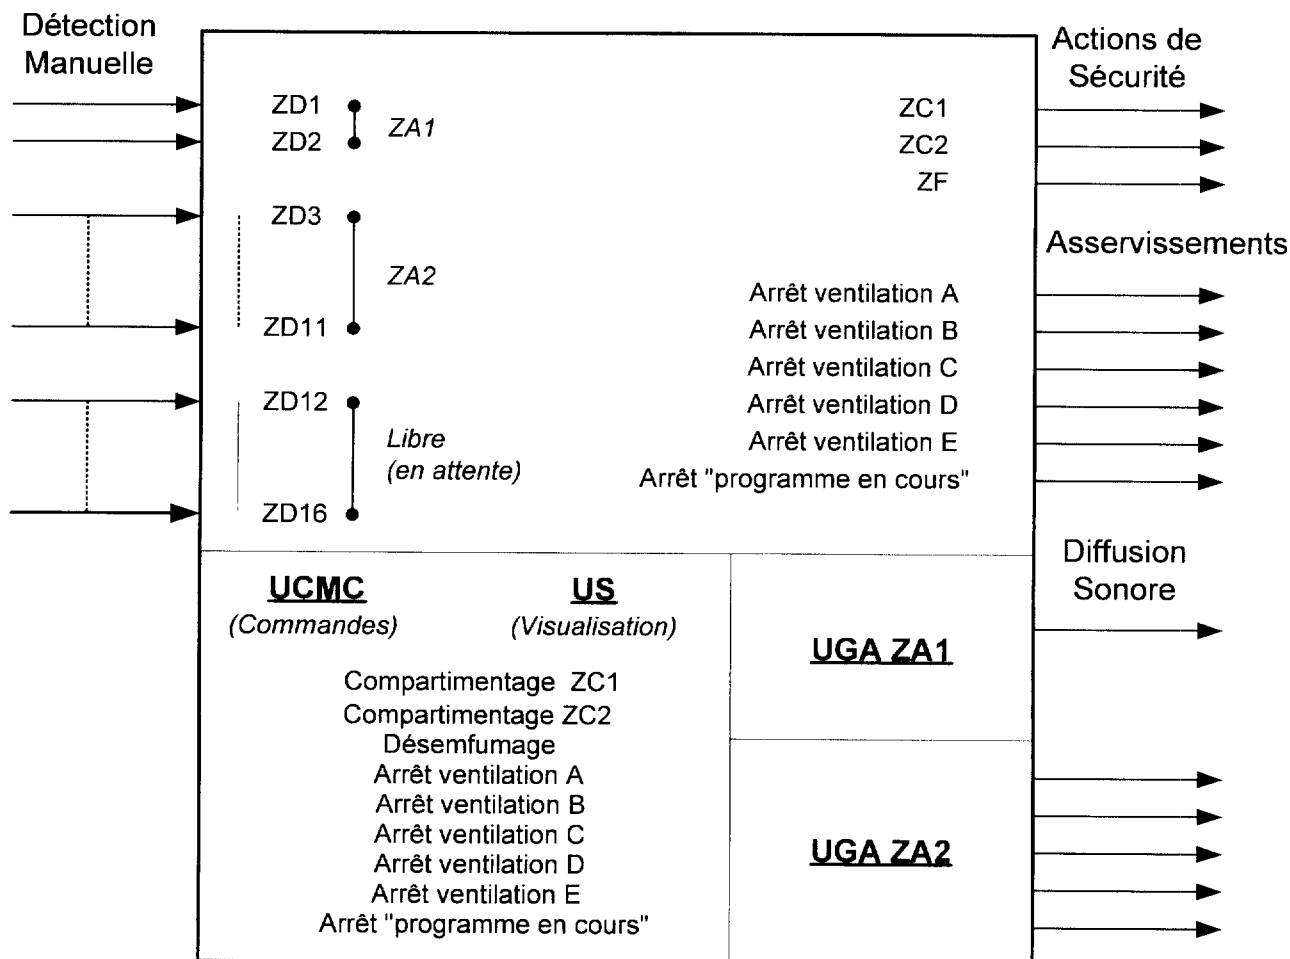 Détection
Manuelle
ZD1
ZD2
ZA1
ZD3
ZA2
ZD11
ZD12
Libre
(en attente)
ZD16
Actions de
Sécurité
ZC1
ZC2
ZF
Asservissements
Arrêt ventilation A
Arrêt ventilation B
Arrêt ventilation C
Arrêt ventilation D
Arrêt ventilation E
Arrêt "programme en cours"
UCMC
(Commandes)
US
(Visualisation)
Compartimentage ZC1
Compartimentage ZC2
Désemfumage
Arrêt ventilation A
Arrêt ventilation B
Arrêt ventilation C
Arrêt ventilation D
Arrêt ventilation E
Arrêt "programme en cours"
Diffusion
Sonore
UGA ZA1
UGA ZA2